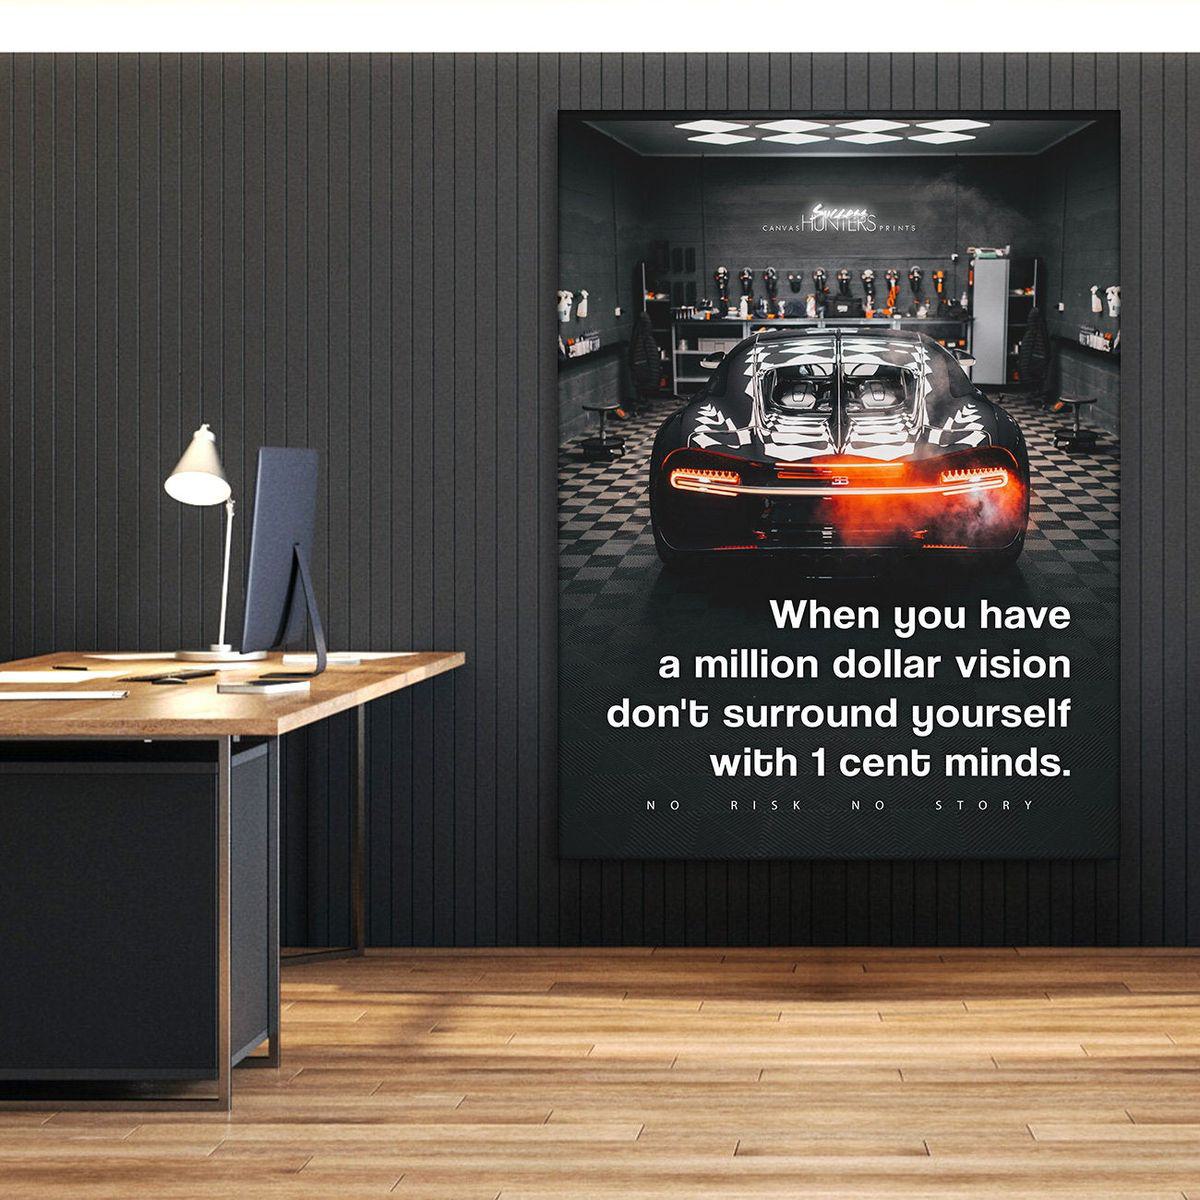 Success
CANVAS HUNTERS PRINTS
When you have
a million dollar vision
don't surround yourself
with 1 cent minds.
NO RISK NO STORY